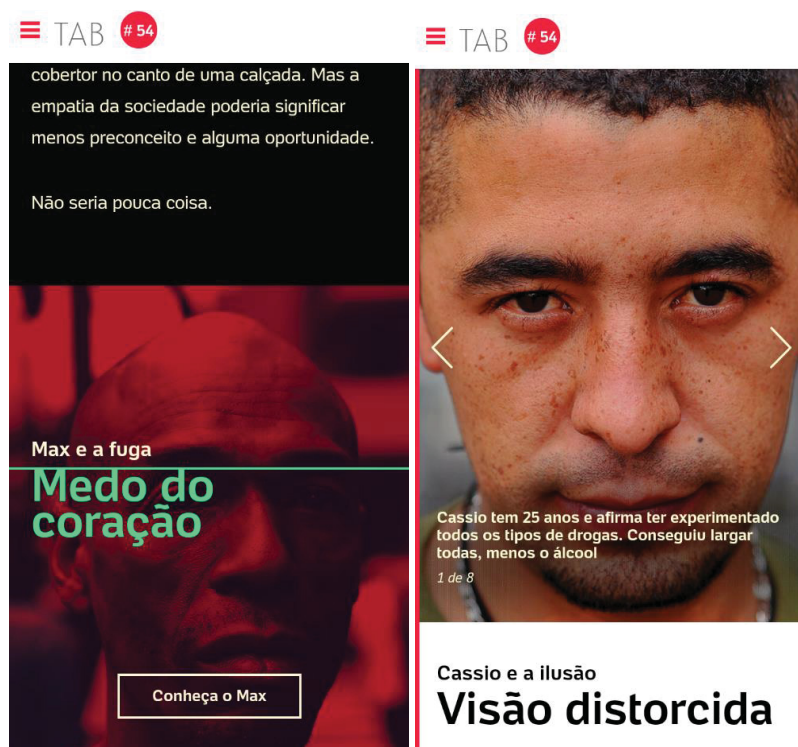 TAB # 54
cobertor no canto de uma calçada. Mas a
empatia da sociedade poderia significar
menos preconceito e alguma oportunidade.
Não seria pouca coisa.
Max e a fuga
Medo do
coração
Conheça o Max
TAB # 54
Cassio tem 25 anos e afirma ter experimentado
todos os tipos de drogas. Conseguiu largar
todas, menos o álcool
1 de 8
Cassio e a ilusão
Visão distorcida